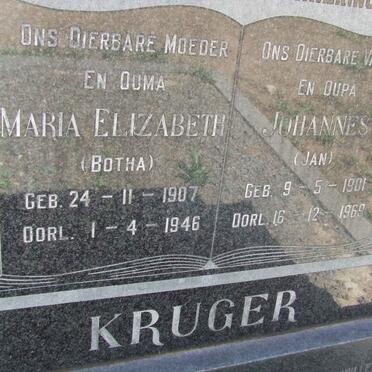 ONS DIERBARE MOEDER
EN OUMA
MARIA ELIZABETH
(BOTHA)
GEB. 24 - 11 - 1907
OORL. 1 - 4 - 1946
ONS DIERBARE
EN OUPA
JOHANNES
(JAN)
GEB. 9 - 5 - 1901
OORL. 16 - 12 - 1969
KRUGER